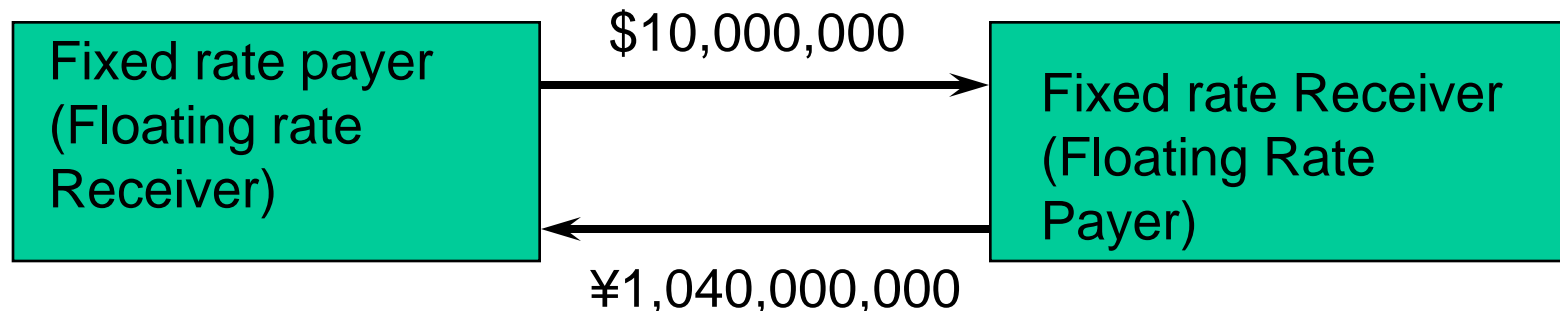 $10,000,000
Fixed rate payer
(Floating rate
Receiver)
Fixed rate Receiver
(Floating Rate
Payer)
¥1,040,000,000